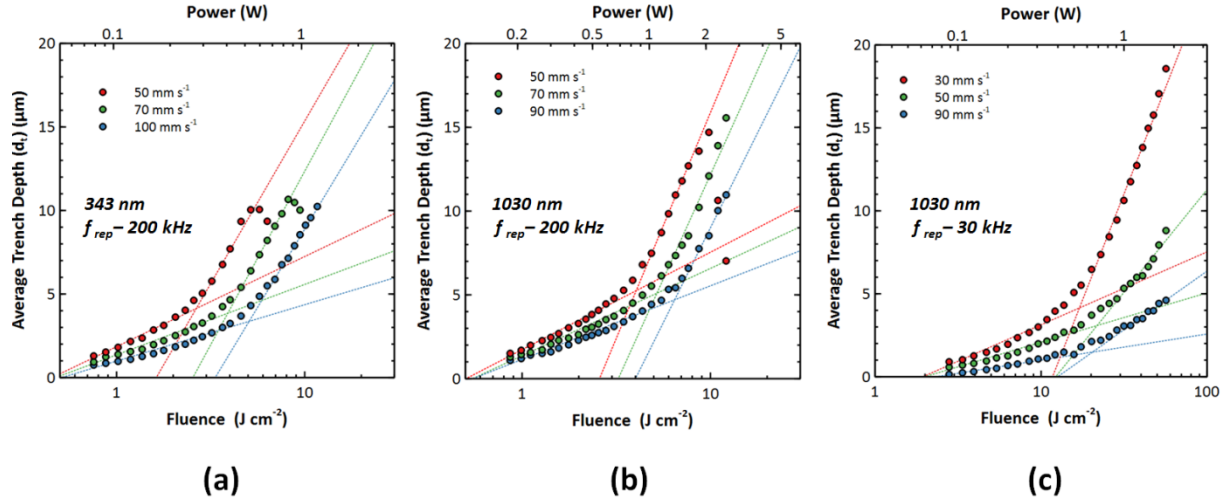 Power (W)
0.1 1
20
15
10
5
0
Average Trench Depth (dₜ) (µm)
50 mm s⁻¹
70 mm s⁻¹
100 mm s⁻¹
343 nm
f rep – 200 kHz
1 10
Fluence (J cm⁻²)
(a)
Power (W)
0.2 0.5 1 2 5
20
15
10
5
0
Average Trench Depth (dₜ) (µm)
50 mm s⁻¹
70 mm s⁻¹
90 mm s⁻¹
1030 nm
f rep – 200 kHz
1 10
Fluence (J cm⁻²)
(b)
Power (W)
0.1 1
20
15
10
5
0
Average Trench Depth (dₜ) (µm)
30 mm s⁻¹
50 mm s⁻¹
90 mm s⁻¹
1030 nm
f rep – 30 kHz
1 10 100
Fluence (J cm⁻²)
(c)